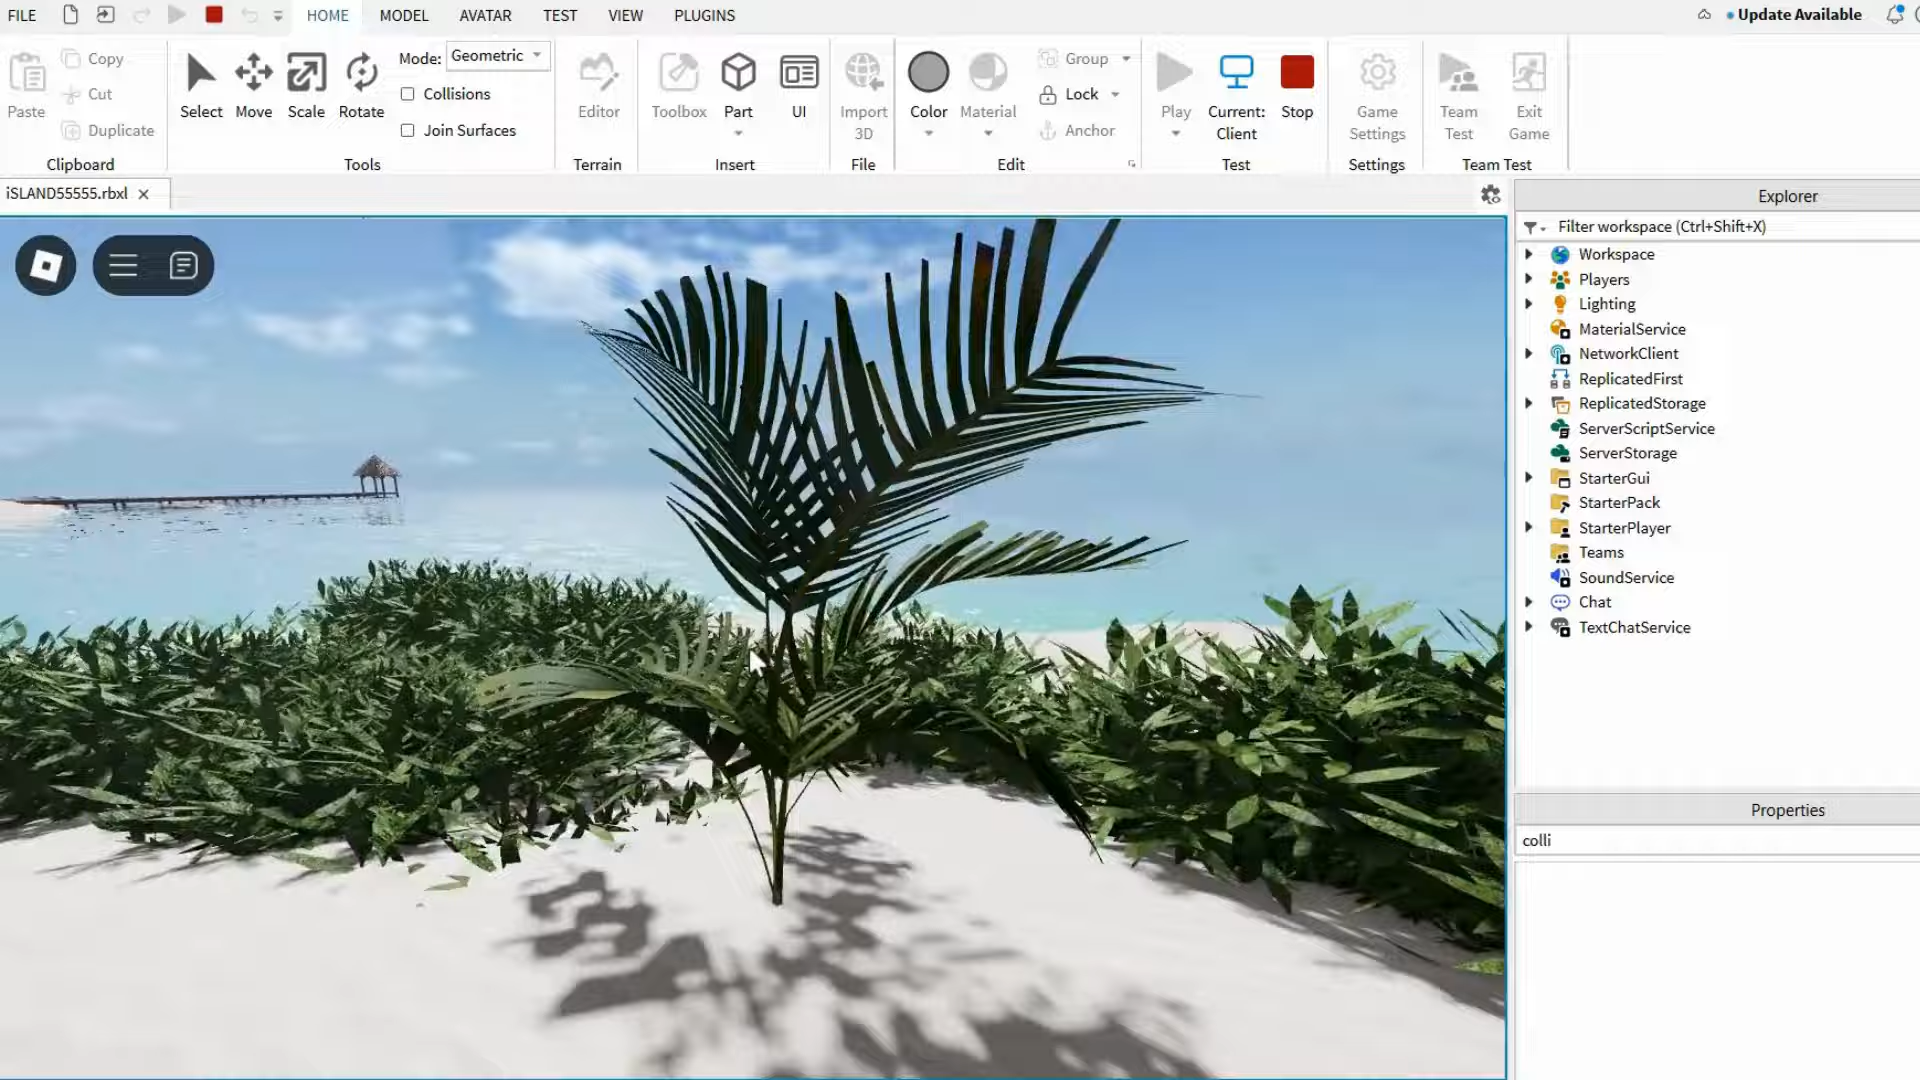 FILE HOME MODEL AVATAR TEST VIEW PLUGINS Update Available
Copy Cut Duplicate Paste
Clipboard
Select Move Scale Rotate
Mode: Geometric
Collisions
Join Surfaces
Tools
Editor
Terrain
Toolbox Part UI
Insert
Import
3D
File
Color Material
Group
Lock
Anchor
Edit
Play Current: Client Stop
Test
Game
Settings
Settings
Team
Test
Exit
Game
Team Test
iSLAND55555.rbxl
Explorer
Filter workspace (Ctrl+Shift+X)
Workspace
Players
Lighting
MaterialService
NetworkClient
ReplicatedFirst
ReplicatedStorage
ServerScriptService
ServerStorage
StarterGui
StarterPack
StarterPlayer
Teams
SoundService
Chat
TextChatService
Properties
colli